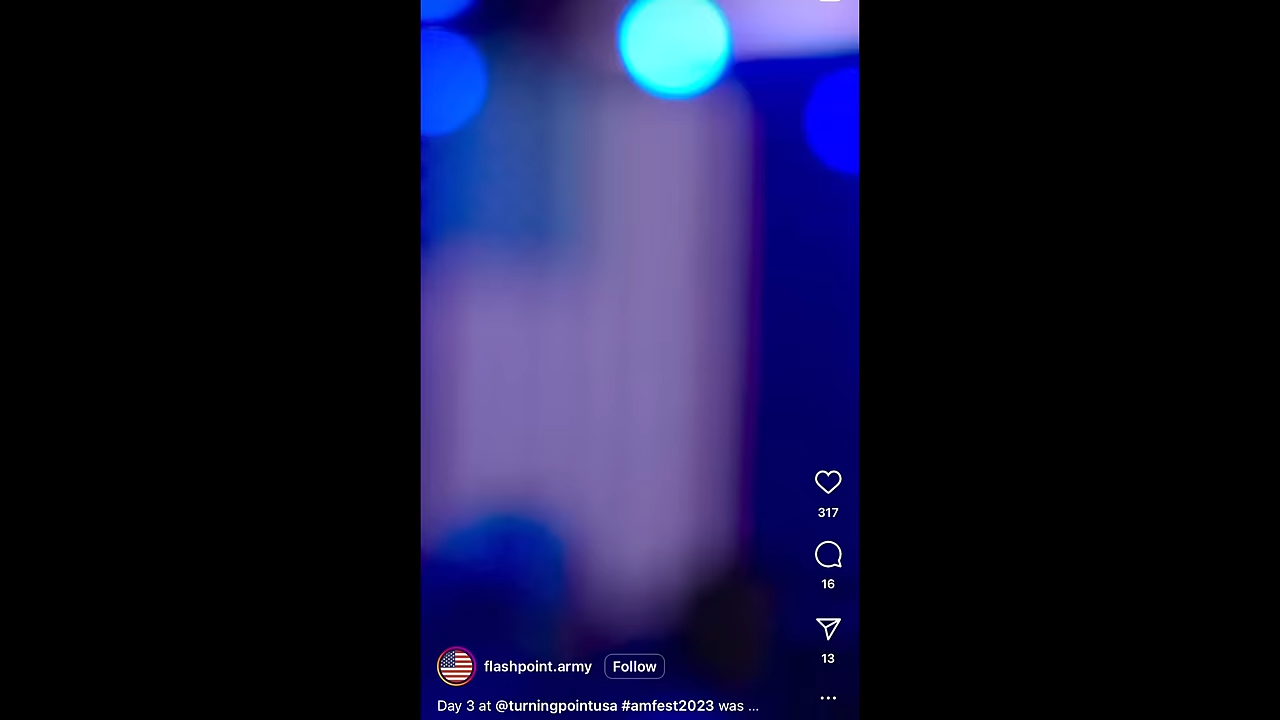 317
16
13
flashpoint.army Follow
Day 3 at @turningpointusa #amfest2023 was ...